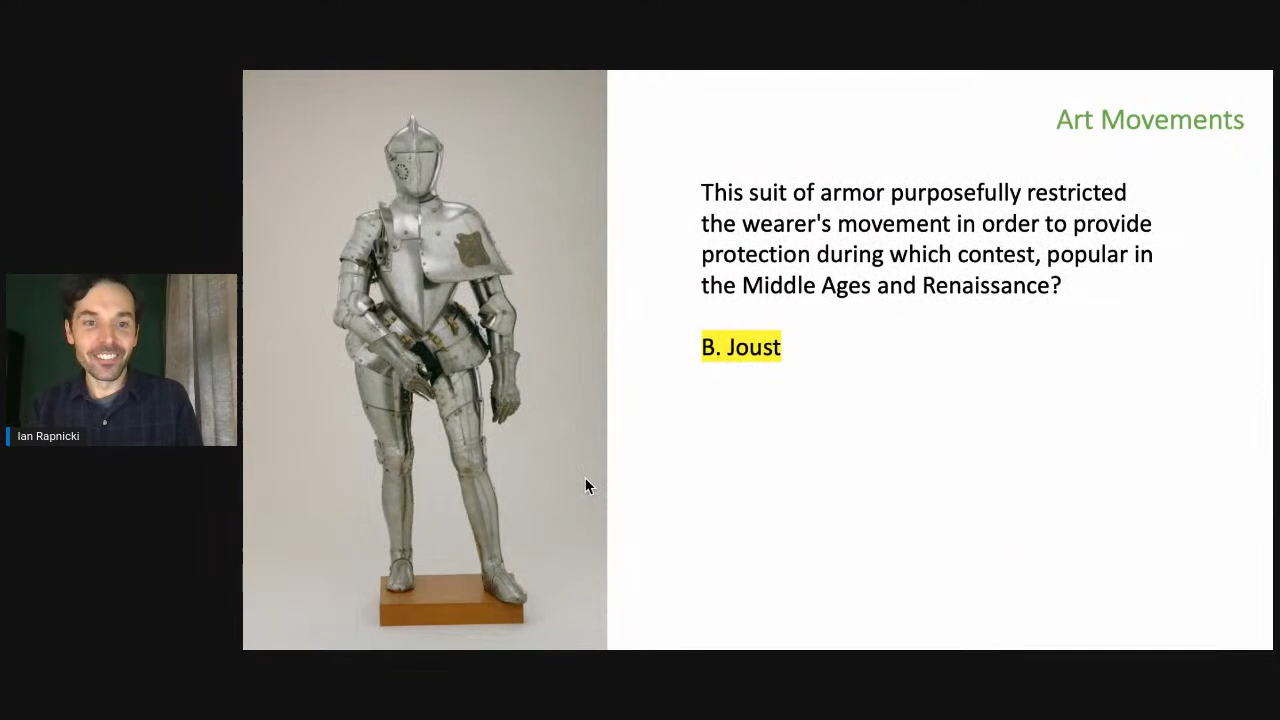 Art Movements
This suit of armor purposefully restricted
the wearer's movement in order to provide
protection during which contest, popular in
the Middle Ages and Renaissance?
B. Joust
Ian Rapnicki